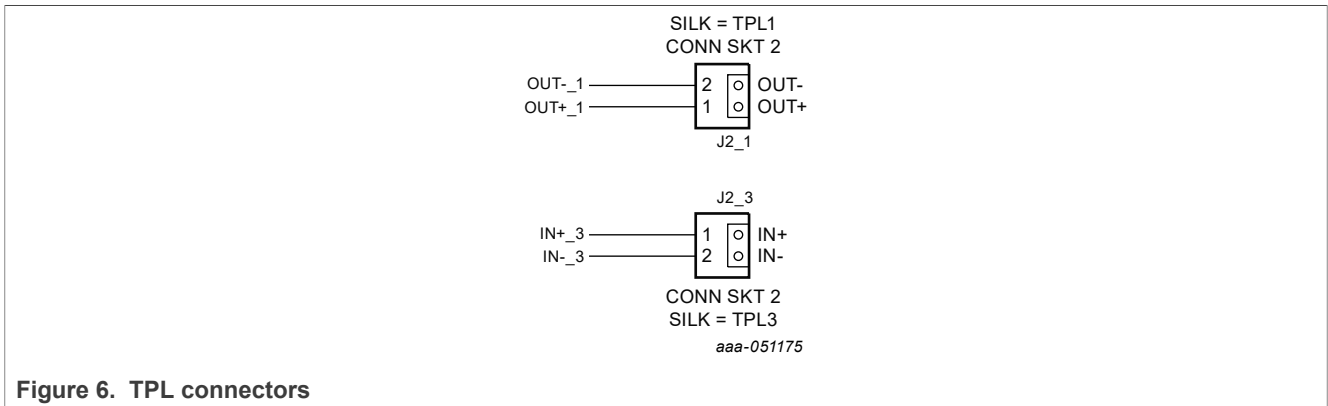 SILK = TPL1
CONN SKT 2
OUT-_1 2 OUT-
OUT+_1 1 OUT+
J2_1
J2_3
IN+_3 1 IN+
IN-_3 2 IN-
CONN SKT 2
SILK = TPL3
aaa-051175
Figure 6. TPL connectors